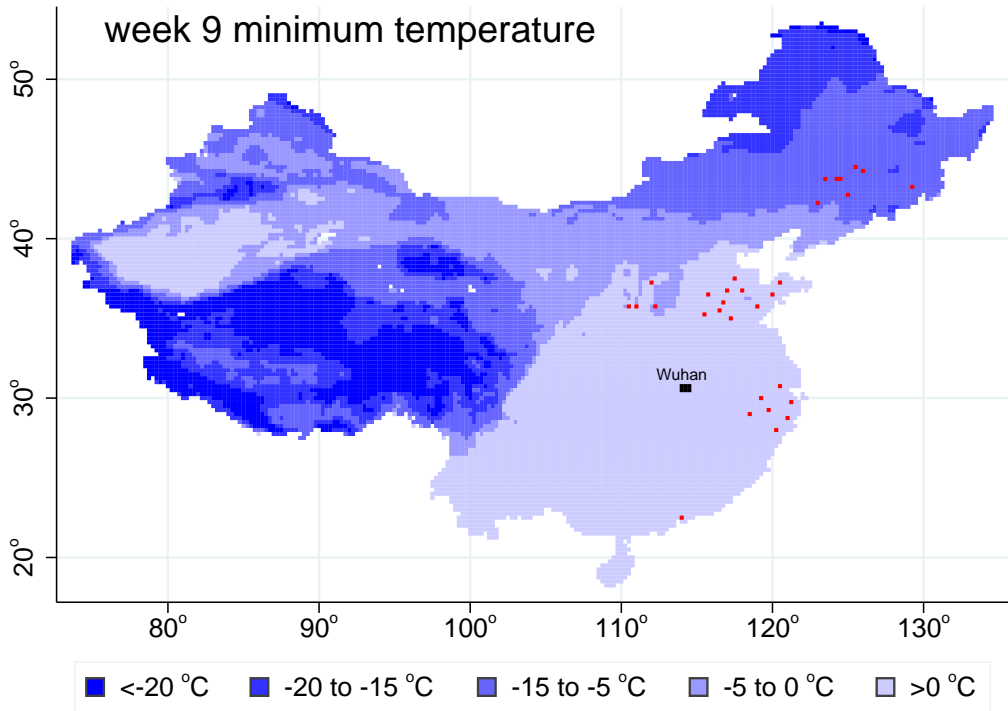 week 9 minimum temperature
50°
40°
30°
20°
Wuhan
80° 90° 100° 110° 120° 130°
<-20 °C -20 to -15 °C -15 to -5 °C -5 to 0 °C >0 °C